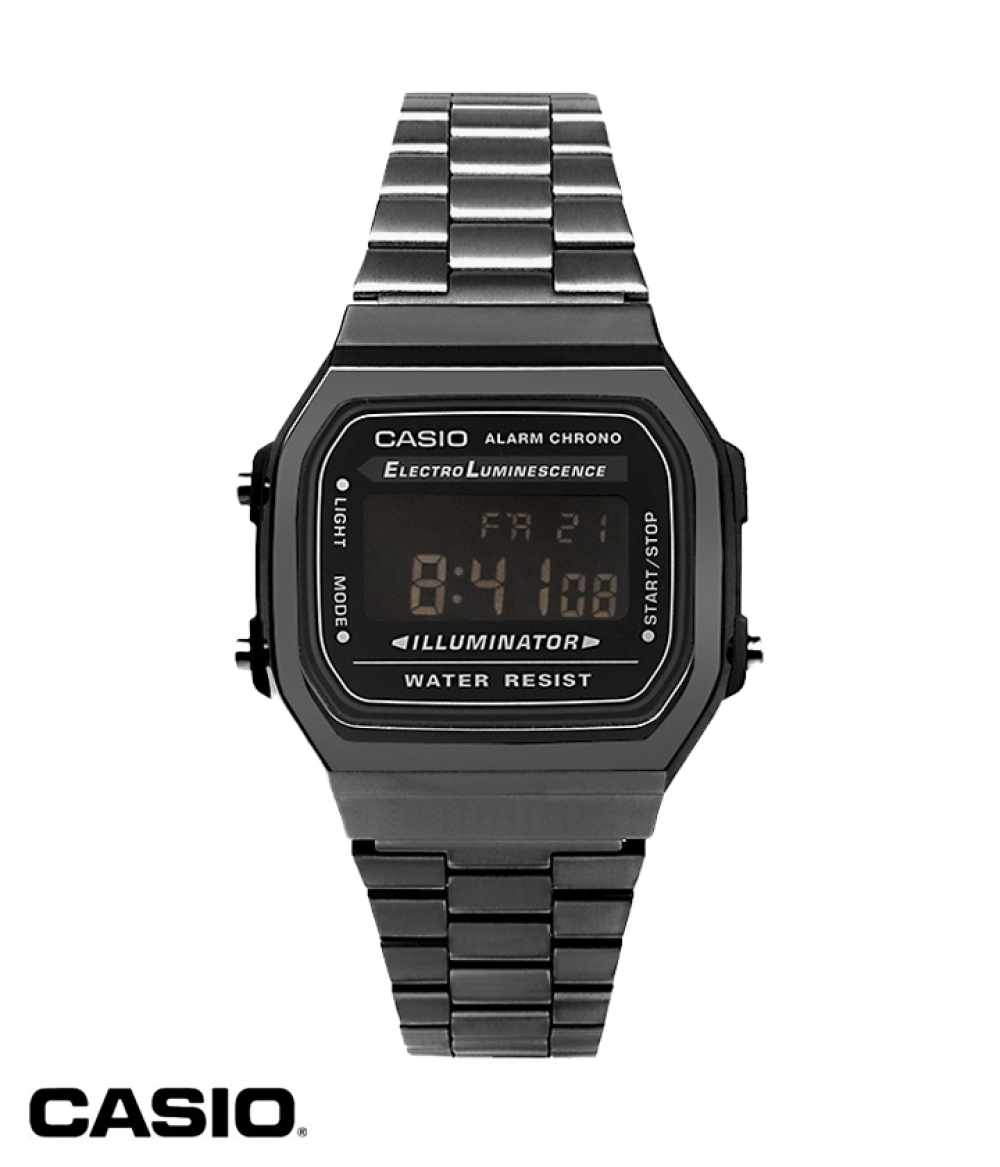 CASIO ALARM CHRONO
ELECTRO LUMINESCENCE
LIGHT
MODE
FR 21
8:41 08
START/STOP
ILLUMINATOR
WATER RESIST
CASIO®